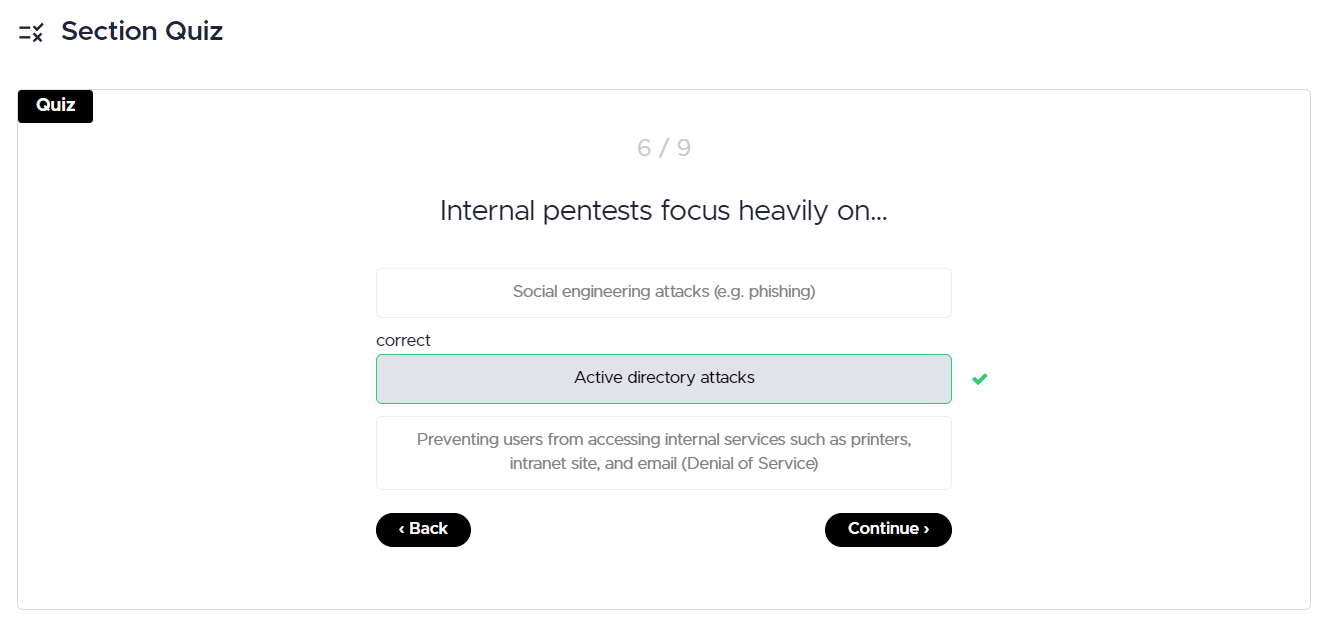 Section Quiz
Quiz
6 / 9
Internal pentests focus heavily on...
Social engineering attacks (e.g. phishing)
correct
Active directory attacks
Preventing users from accessing internal services such as printers,
intranet site, and email (Denial of Service)
‹ Back
Continue ›